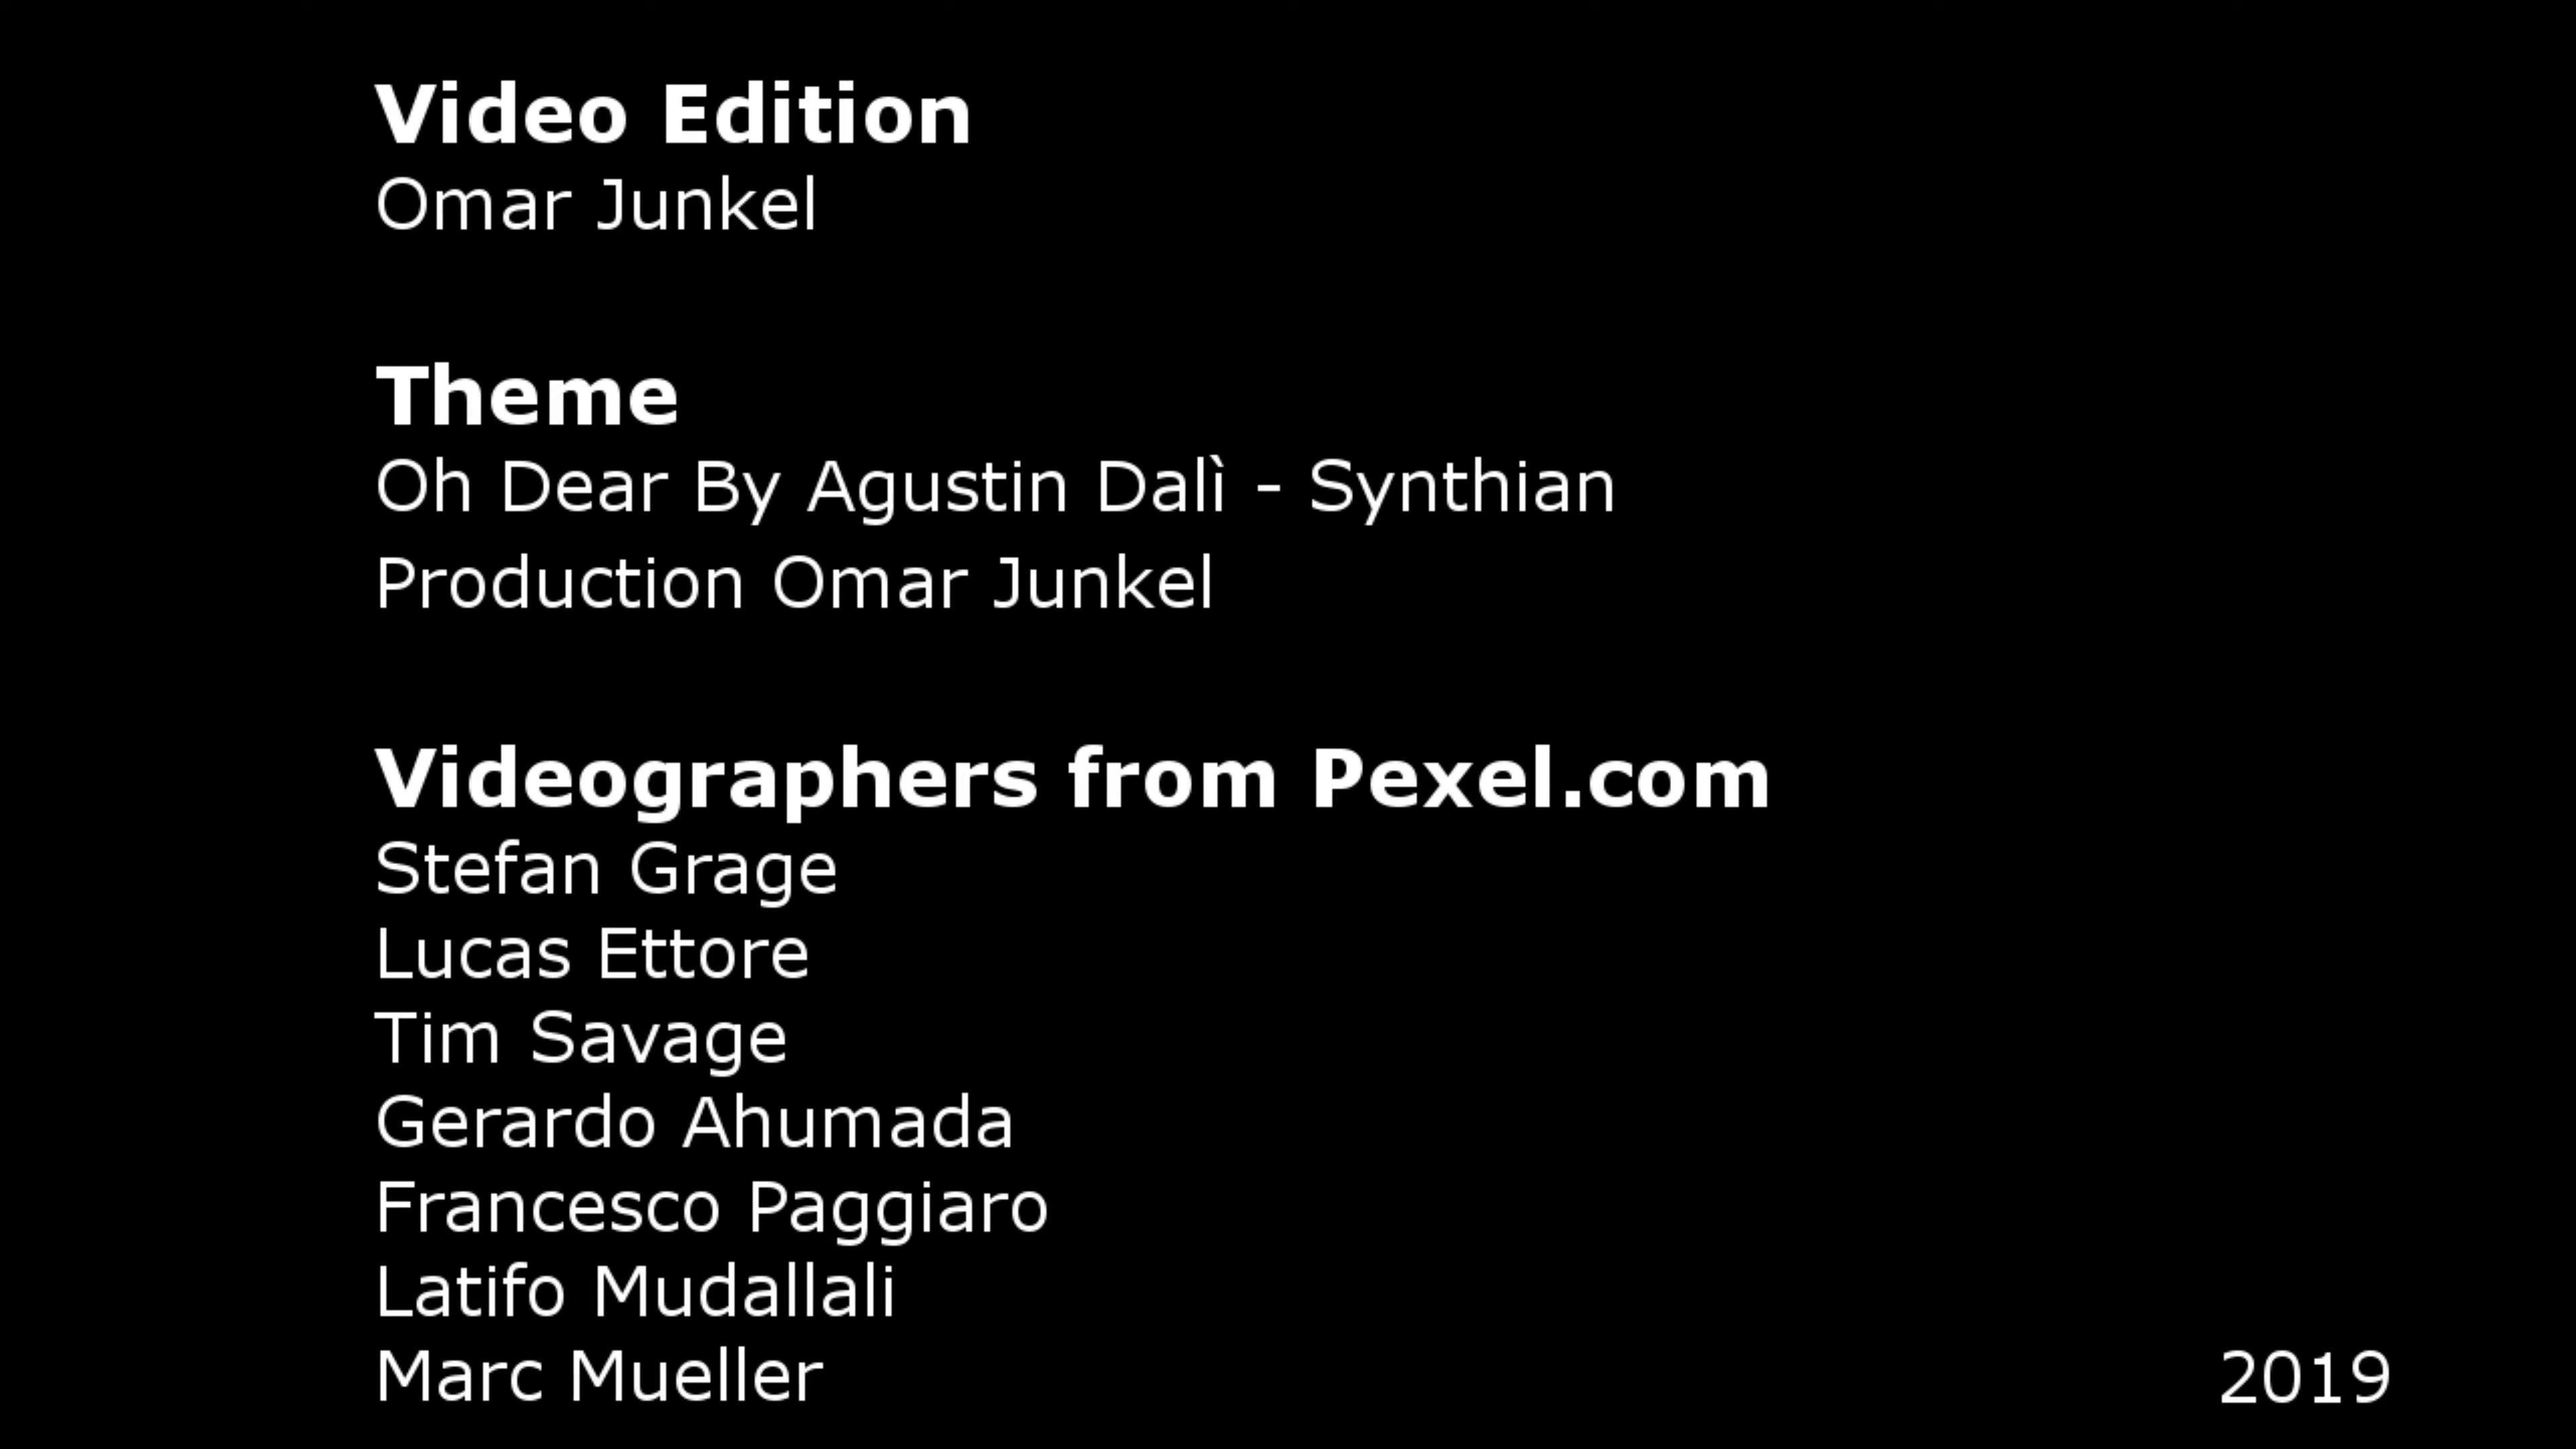 Video Edition
Omar Junkel
Theme
Oh Dear By Agustin Dalì - Synthian
Production Omar Junkel
Videographers from Pexel.com
Stefan Grage
Lucas Ettore
Tim Savage
Gerardo Ahumada
Francesco Paggiaro
Latifo Mudallali
Marc Mueller
2019